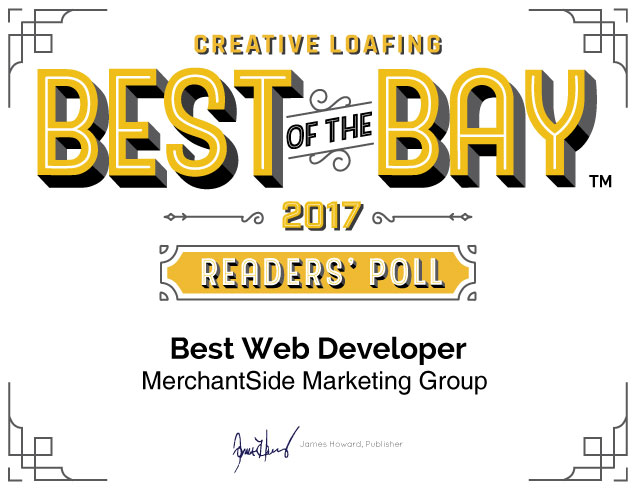 CREATIVE LOAFING
BEST OF THE BAY ™
2017
READERS' POLL
Best Web Developer
MerchantSide Marketing Group
James Howard, Publisher